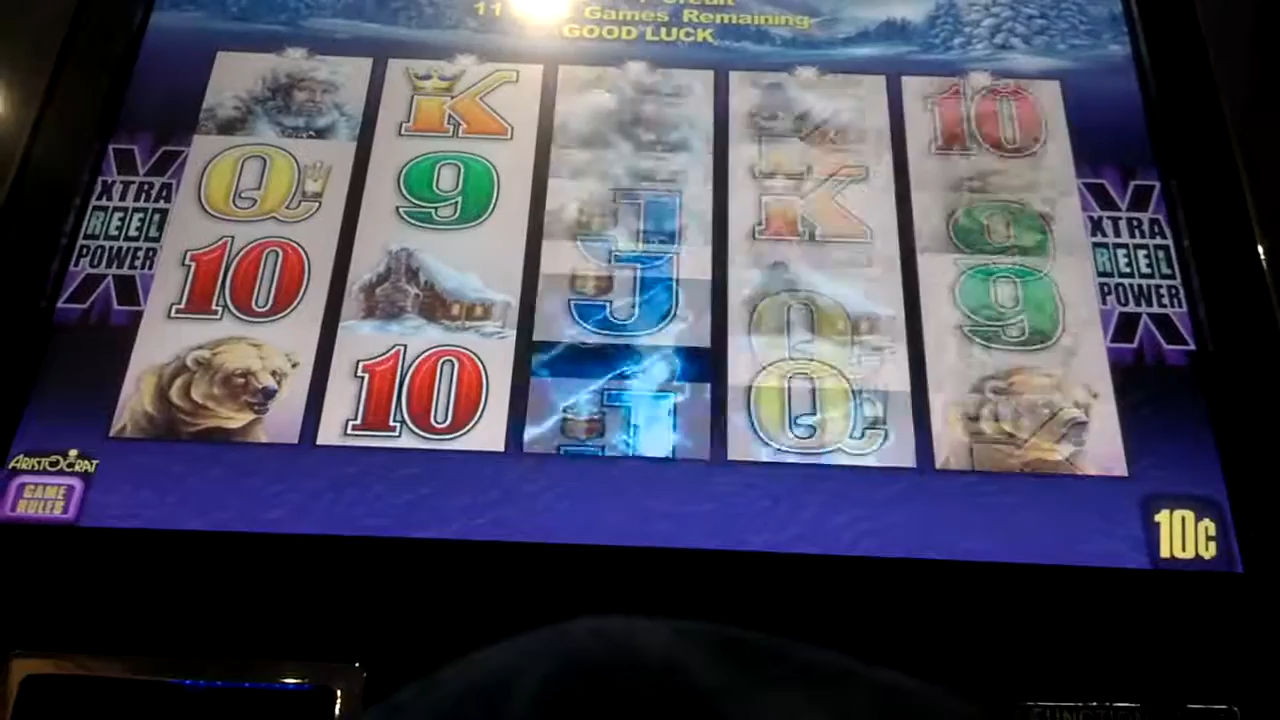 11 Games Remaining
GOOD LUCK
K
10
Q
9
J
K
9
10
J
Q
9
10
J
Q
XTRA
REEL
POWER
X
XTRA
REEL
POWER
X
ARISTOCRAT
GAME
RULES
10¢